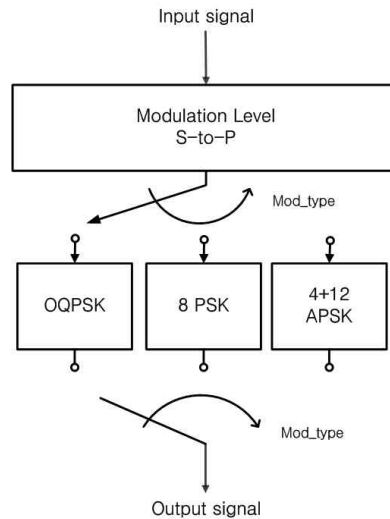 Input signal
Modulation Level
S-to-P
Mod_type
OQPSK
8 PSK
4+12
APSK
Mod_type
Output signal